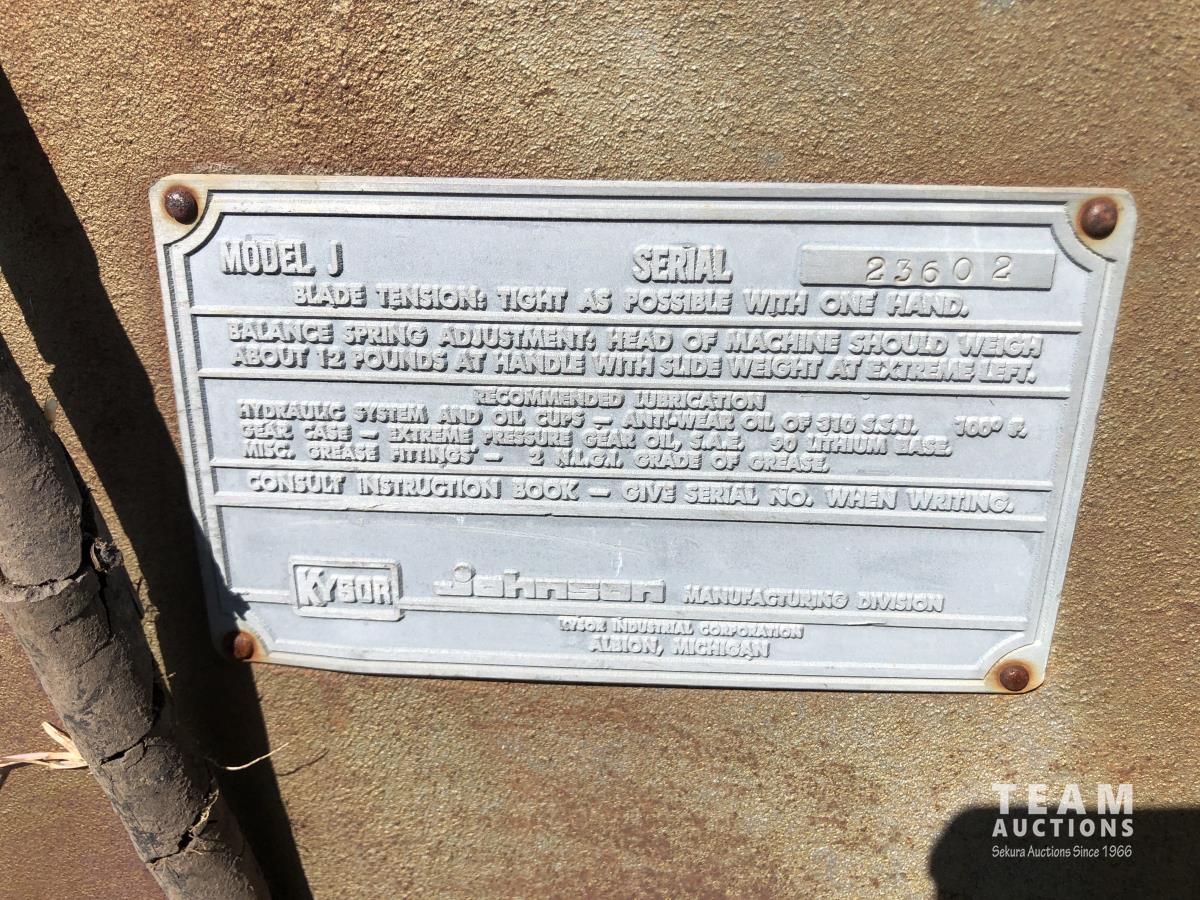 MODEL J SERIAL 23602
BLADE TENSION: TIGHT AS POSSIBLE WITH ONE HAND.
BALANCE SPRING ADJUSTMENT: HEAD OF MACHINE SHOULD WEIGH
ABOUT 12 POUNDS AT HANDLE WITH SLIDE WEIGHT AT EXTREME LEFT.
RECOMMENDED LUBRICATION
HYDRAULIC SYSTEM AND OIL CUPS – ANTI-WEAR OIL OF 310 S.S.U. 100° F.
GEAR CASE – EXTREME PRESSURE GEAR OIL, S.A.E. 90 LITHIUM BASE.
MISC. GREASE FITTINGS – 2 N.L.G.I. GRADE OF GREASE.
CONSULT INSTRUCTION BOOK – GIVE SERIAL NO. WHEN WRITING.
KYSOR Johnson MANUFACTURING DIVISION
KYSOR INDUSTRIAL CORPORATION
ALBION, MICHIGAN
TEAM
AUCTIONS
Sekura Auctions Since 1966